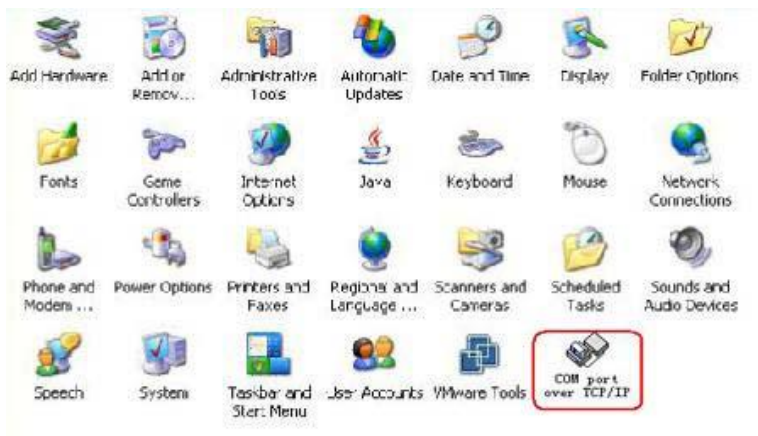 Add Hardware
Add or
Remov...
Administrative
Tools
Automatic
Updates
Date and Time
Display
Folder Options
Fonts
Game
Controllers
Internet
Options
Java
Keyboard
Mouse
Network
Connections
Phone and
Modem ...
Power Options
Printers and
Faxes
Regional and
Language ...
Scanners and
Cameras
Scheduled
Tasks
Sounds and
Audio Devices
Speech
System
Taskbar and
Start Menu
User Accounts
VMware Tools
COM port
over TCP/IP